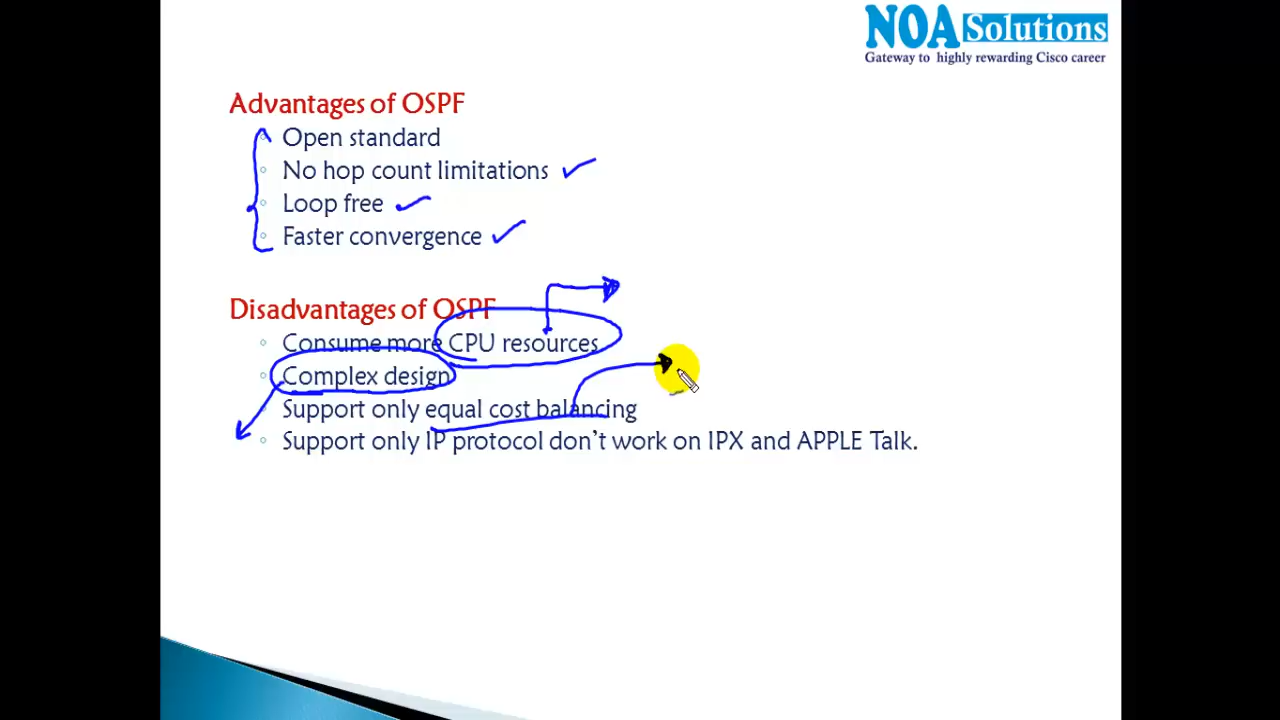 NOA Solutions
Gateway to highly rewarding Cisco career
Advantages of OSPF
Open standard
No hop count limitations
Loop free
Faster convergence
Disadvantages of OSPF
Consume more CPU resources
Complex design
Support only equal cost balancing
Support only IP protocol don't work on IPX and APPLE Talk.